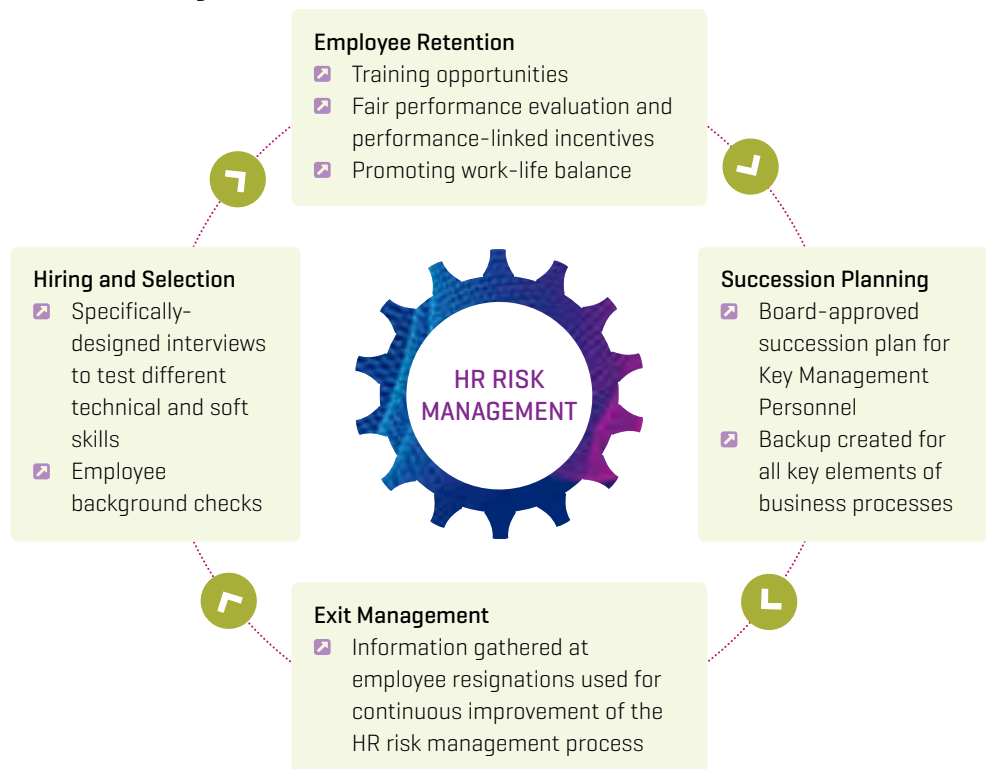 Employee Retention
Training opportunities
Fair performance evaluation and
performance-linked incentives
Promoting work-life balance
Hiring and Selection
Specifically-
designed interviews
to test different
technical and soft
skills
Employee
background checks
HR RISK
MANAGEMENT
Succession Planning
Board-approved
succession plan for
Key Management
Personnel
Backup created for
all key elements of
business processes
Exit Management
Information gathered at
employee resignations used for
continuous improvement of the
HR risk management process